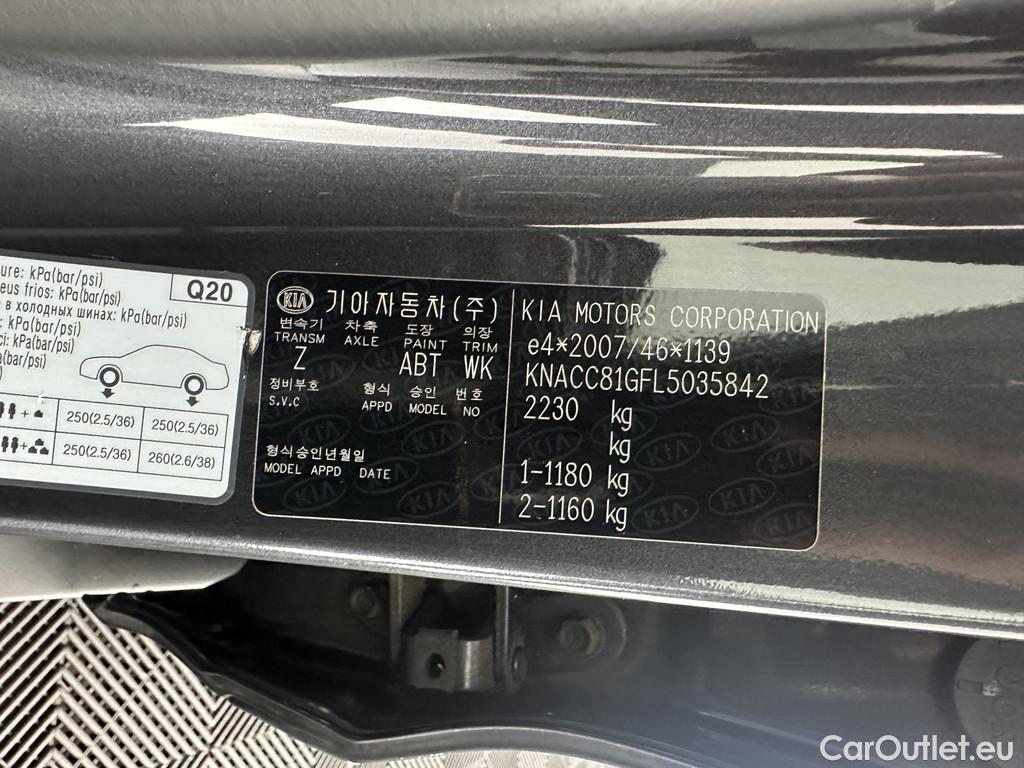 ure: kPa(bar/psi)
eus frios: kPa(bar/psi)
в холодных шинах: kPa(bar/psi)
: kPa(bar/psi)
ci: kPa(bar/psi)
kPa(bar/psi)
Q20
250(2.5/36) 250(2.5/36)
250(2.5/36) 260(2.6/38)
KIA 기아자동차(주)
변속기 차축 도장 의장
TRANSM AXLE PAINT TRIM
Z ABT WK
정비부호 형식 승인 번호
S.V.C APPD MODEL NO
형식승인년월일
MODEL APPD DATE
KIA MOTORS CORPORATION
e4*2007/46*1139
KNACC81GFL5035842
2230 kg
kg
1-1180 kg
2-1160 kg
CarOutlet.eu